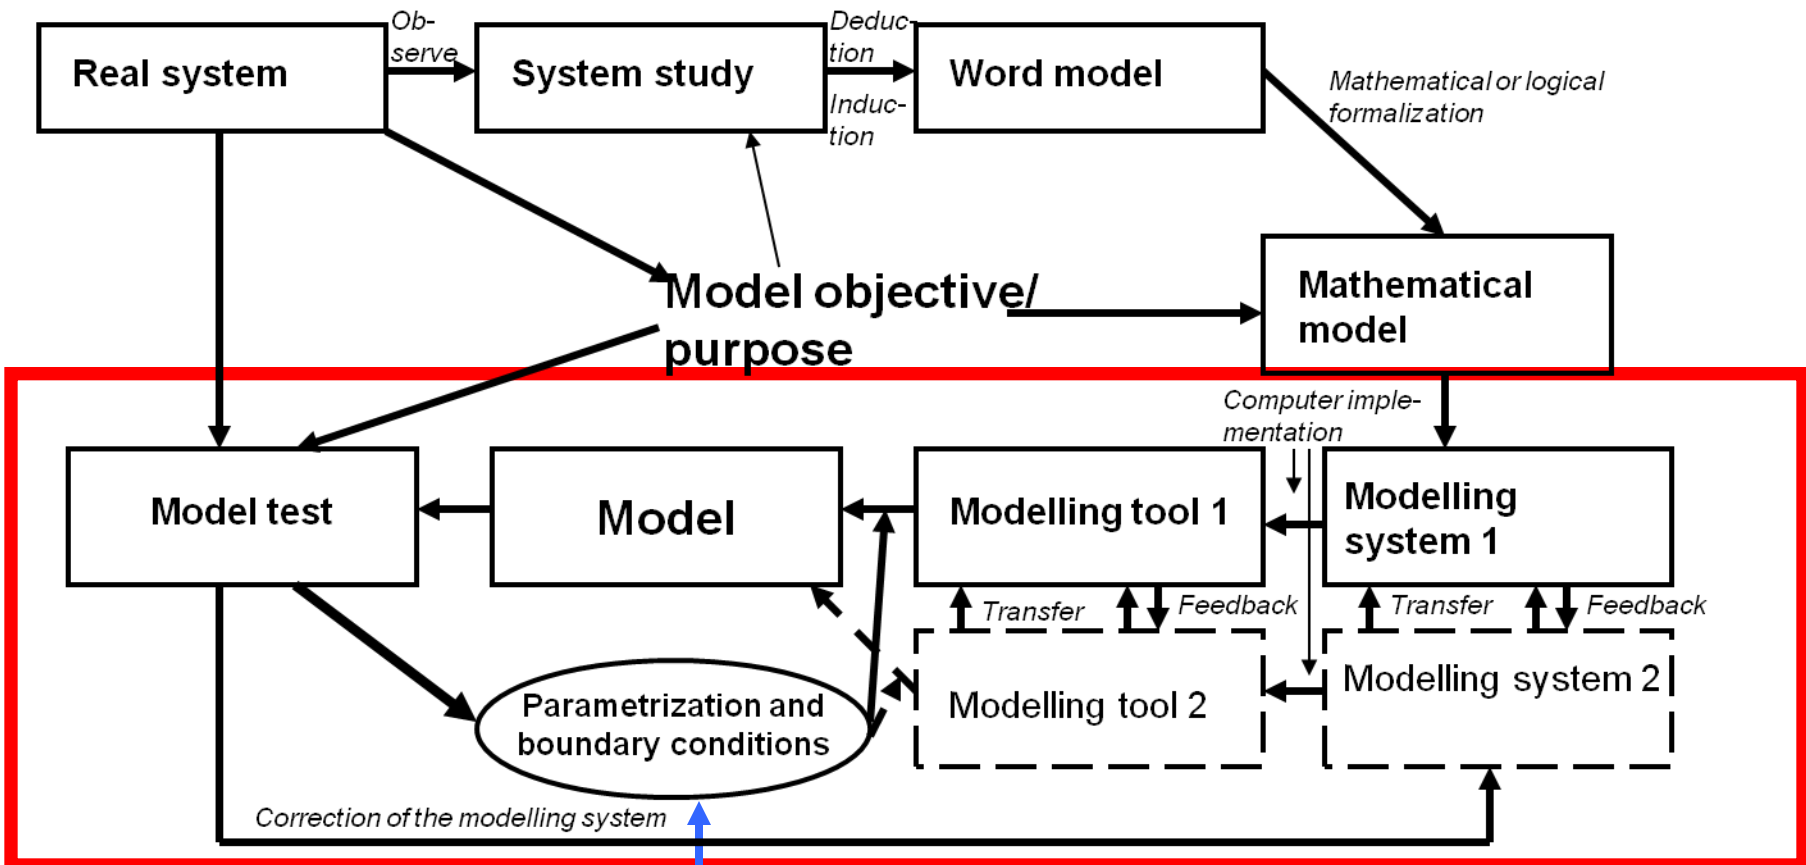 Real system
Ob-
serve
System study
Deduc-
tion
Induc-
tion
Word model
Mathematical or logical
formalization
Model objective/
purpose
Mathematical
model
Computer imple-
mentation
Model test
Model
Modelling tool 1
Modelling
system 1
Transfer
Feedback
Transfer
Feedback
Parametrization and
boundary conditions
Modelling tool 2
Modelling system 2
Correction of the modelling system